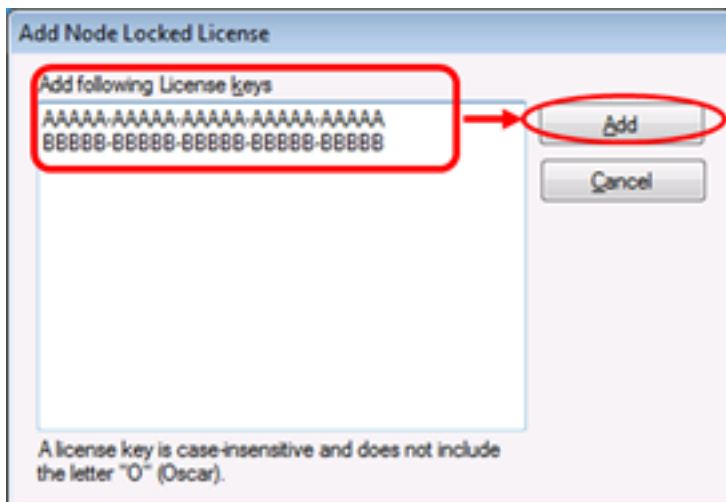 Add Node Locked License
Add following License keys
AAAAA-AAAAA-AAAAA-AAAAA-AAAAA
BBBBB-BBBBB-BBBBB-BBBBB-BBBBB
Add
Cancel
A license key is case-insensitive and does not include
the letter "O" (Oscar).